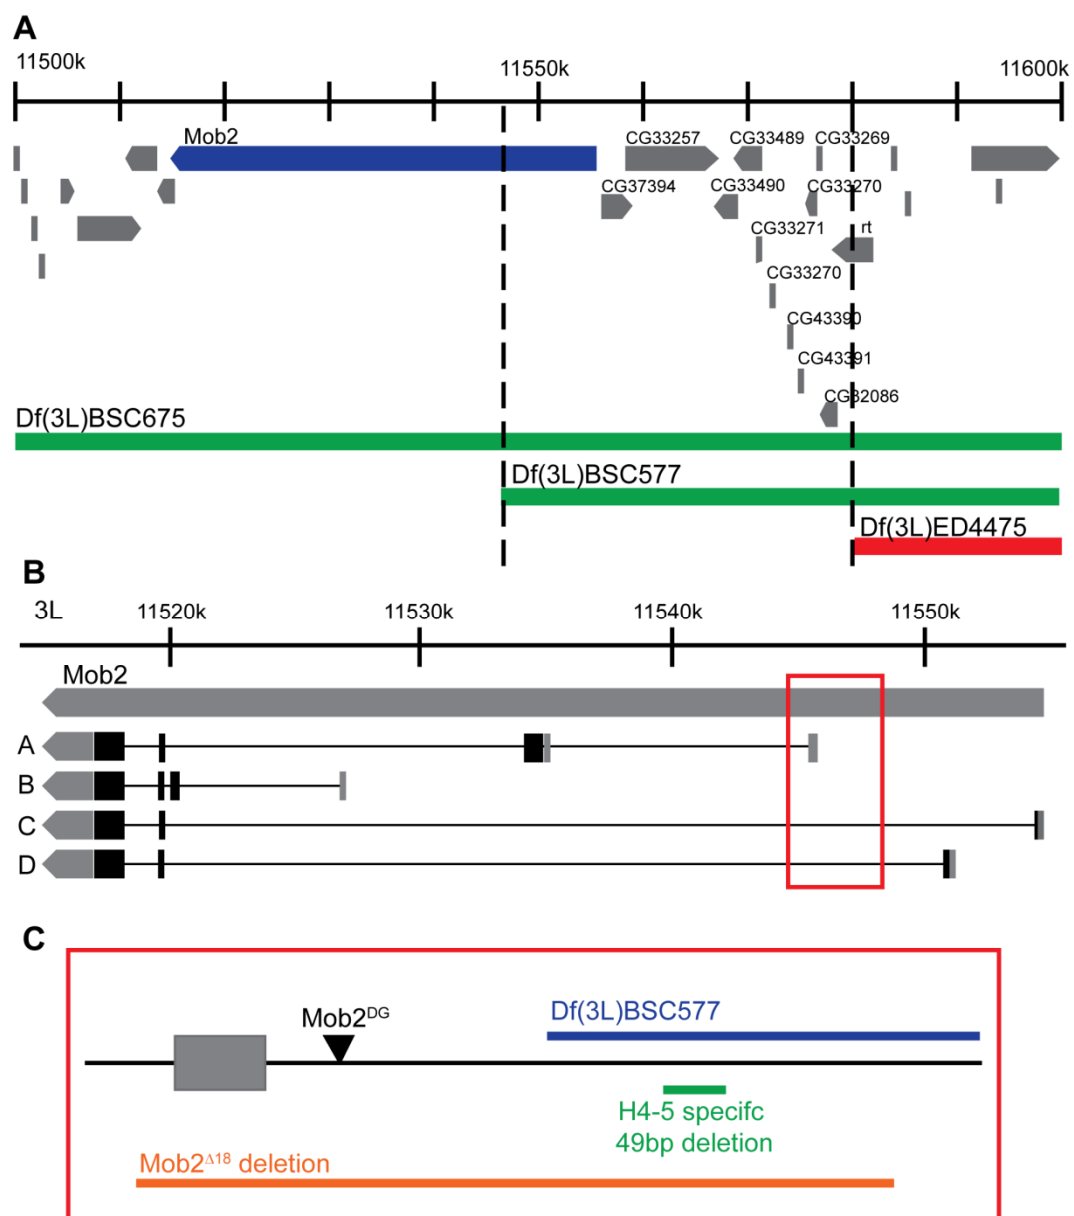 A
11500k 11550k 11600k
Mob2 CG33257 CG33489 CG33269
CG37394 CG33490 CG33270
CG33271 rt
CG33270
CG43390
CG43391
CG32086
Df(3L)BSC675
Df(3L)BSC577
Df(3L)ED4475
B
3L 11520k 11530k 11540k 11550k
Mob2
A
B
C
D
C
Df(3L)BSC577
Mob2DG
H4-5 specifc
49bp deletion
Mob2Δ18 deletion